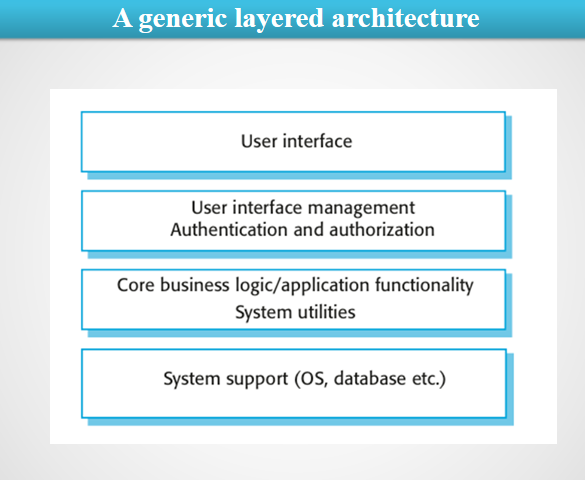 A generic layered architecture
User interface
User interface management
Authentication and authorization
Core business logic/application functionality
System utilities
System support (OS, database etc.)